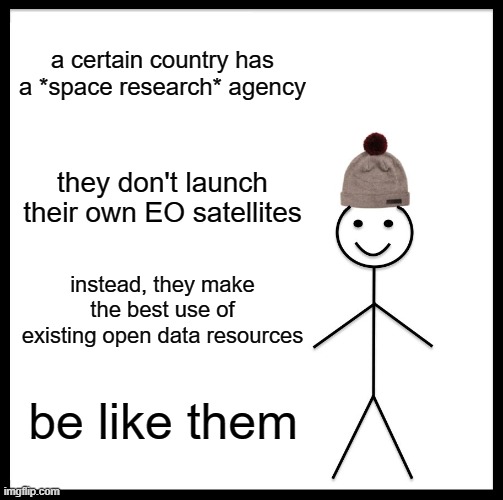 a certain country has
a *space research* agency
they don't launch
their own EO satellites
instead, they make
the best use of
existing open data resources
be like them
imgflip.com